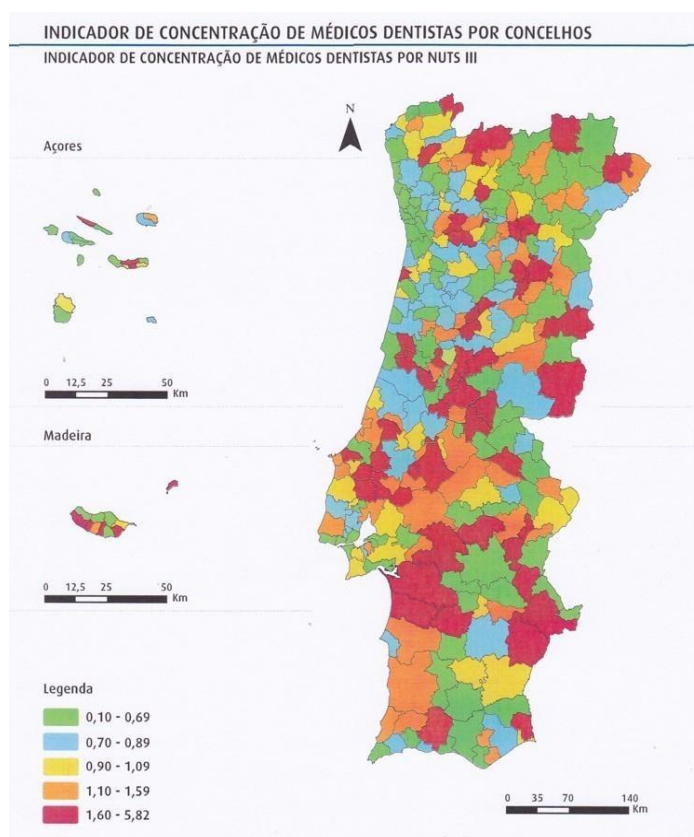 INDICADOR DE CONCENTRAÇÃO DE MÉDICOS DENTISTAS POR CONCELHOS
INDICADOR DE CONCENTRAÇÃO DE MÉDICOS DENTISTAS POR NUTS III
N
Açores
0 12,5 25 50
Km
Madeira
0 12,5 25 50
Km
Legenda
0,10 - 0,69
0,70 - 0,89
0,90 - 1,09
1,10 - 1,59
1,60 - 5,82
0 35 70 140
Km